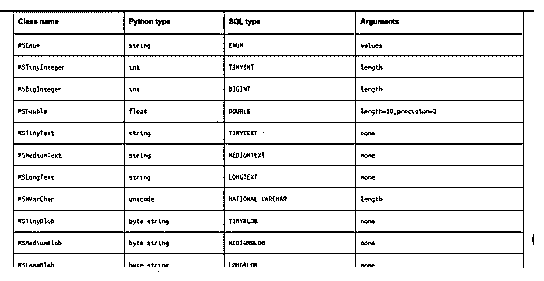 Class name Python type SQL type Arguments
MSEnum string ENUM values
MSTinyInteger int TINYINT length
MSBigInteger int BIGINT length
MSDouble float DOUBLE length=10,precision=2
MSTinyText string TINYTEXT none
MSMediumText string MEDIUMTEXT none
MSLongText string LONGTEXT none
MSNVarChar unicode NATIONAL VARCHAR length
MSTinyBlob byte string TINYBLOB none
MSMediumBlob byte string MEDIUMBLOB none
MSLongBlob byte string LONGBLOB none